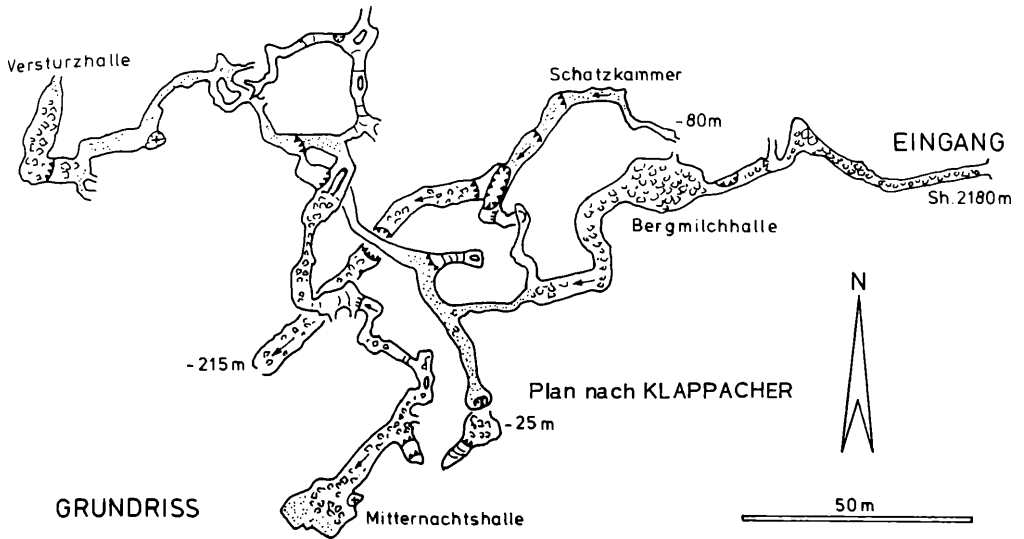 Versturzhalle
Schatzkammer
-80m
EINGANG
Sh.2180m
Bergmilchhalle
N
-215m
Plan nach KLAPPACHER
-25m
50m
GRUNDRISS
Mitternachtshalle